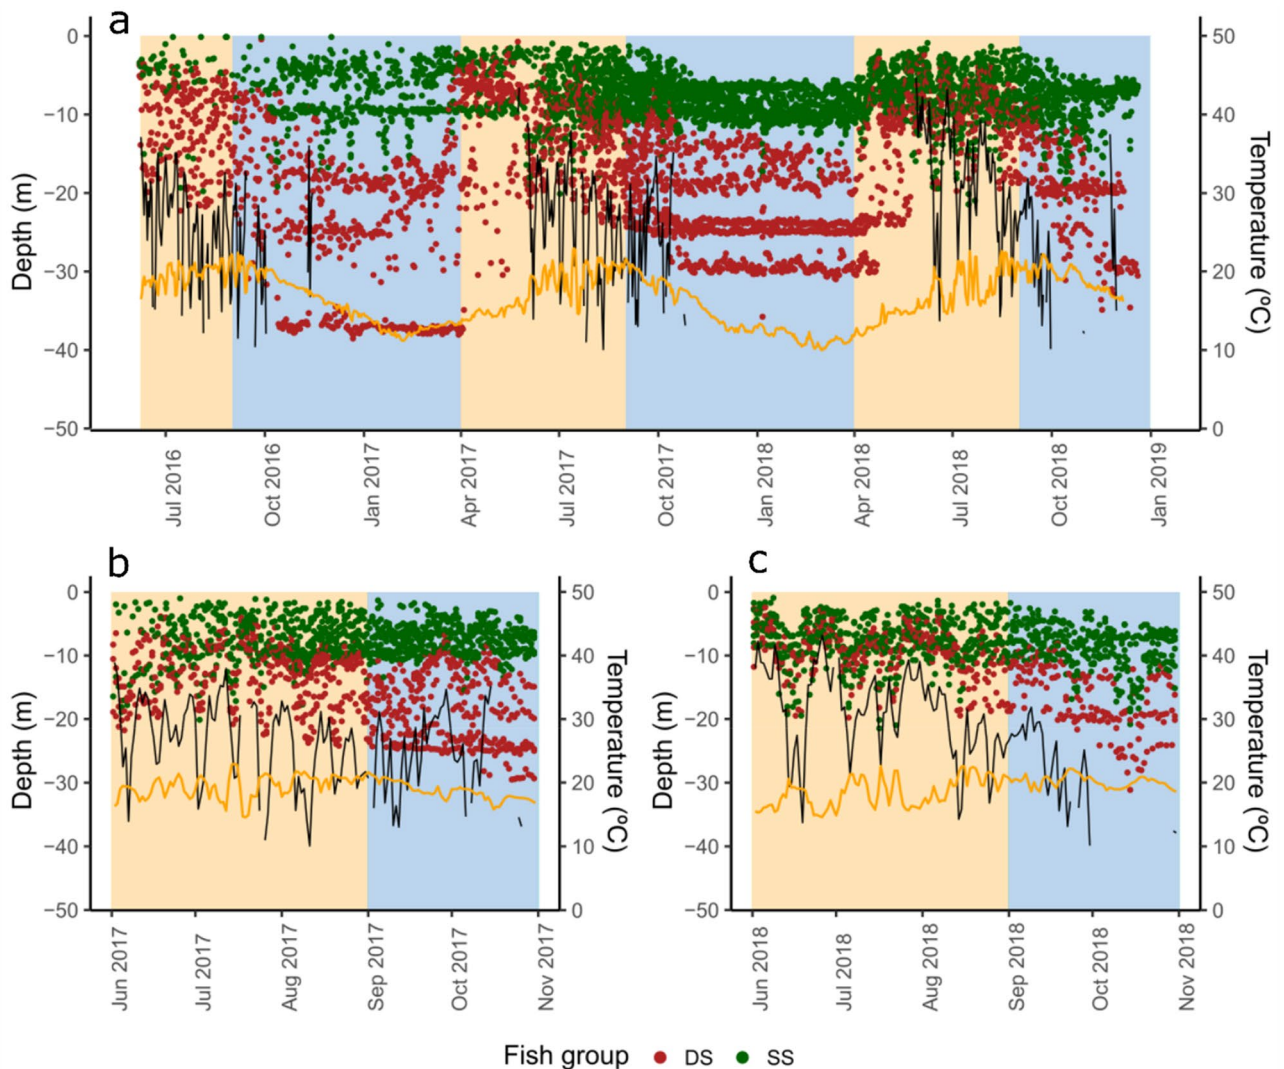 a
0
−10
−20
−30
−40
−50
Depth (m)
50
40
30
20
10
0
Temperature (ºC)
Jul 2016
Oct 2016
Jan 2017
Apr 2017
Jul 2017
Oct 2017
Jan 2018
Apr 2018
Jul 2018
Oct 2018
Jan 2019
b
0
−10
−20
−30
−40
−50
Depth (m)
50
40
30
20
10
0
Temperature (ºC)
Jun 2017
Jul 2017
Aug 2017
Sep 2017
Oct 2017
Nov 2017
c
0
−10
−20
−30
−40
−50
Depth (m)
50
40
30
20
10
0
Temperature (ºC)
Jun 2018
Jul 2018
Aug 2018
Sep 2018
Oct 2018
Nov 2018
Fish group DS SS